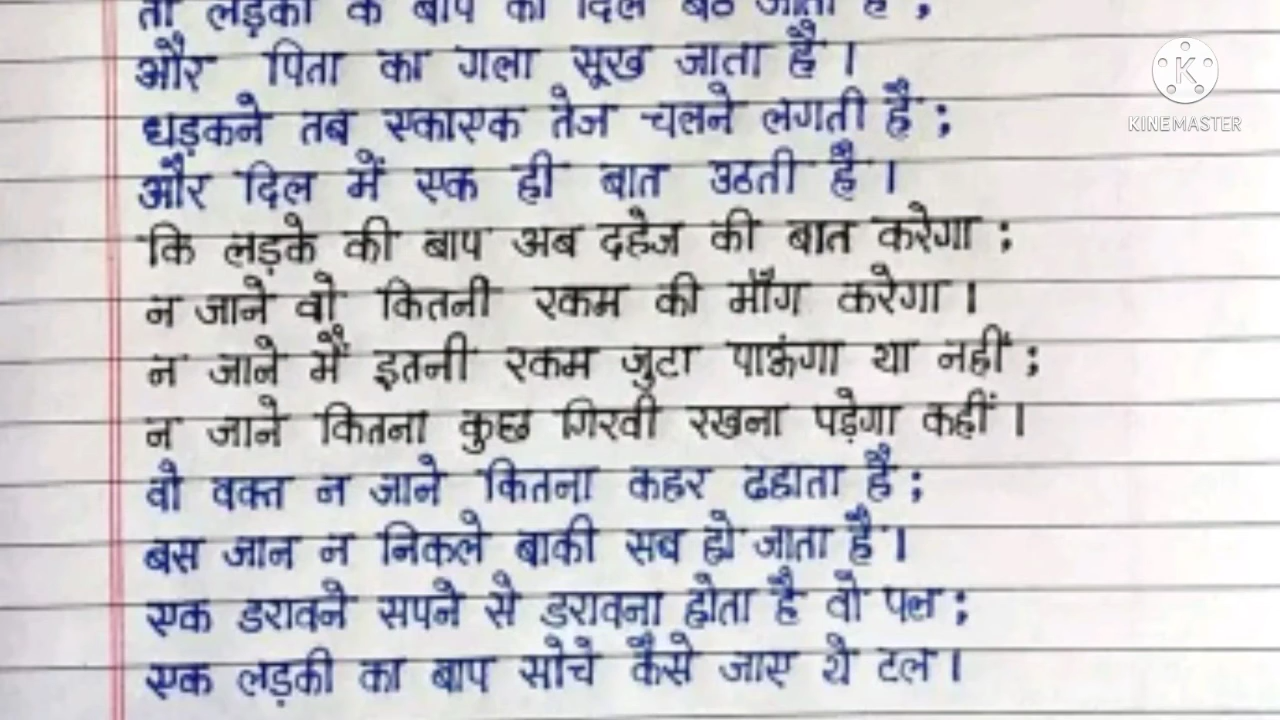 तो लड़की के बाप का दिल बैठ जाता है ;
और पिता का गला सूख जाता है ।
धड़कने तब एकाएक तेज चलने लगती है ;
और दिल में एक ही बात उठती है ।
कि लड़के की बाप अब दहेज की बात करेगा ;
न जाने वो कितनी रकम की माँग करेगा ।
न जाने में इतनी रकम जुटा पाऊंगा या नहीं ;
न जाने कितना कुछ गिरवी रखना पड़ेगा कहीं ।
वो वक्त न जाने कितना कहर ढहाता है ;
बस जान न निकले बाकी सब हो जाता है ।
एक डरावने सपने से डरावना होता है वो पल ;
एक लड़की का बाप सोचे कैसे जाए ये टल ।
K
KINEMASTER